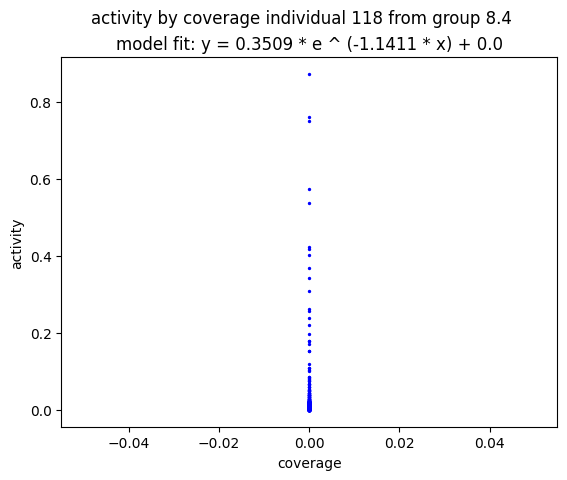 activity by coverage individual 118 from group 8.4
model fit: y = 0.3509 * e ^ (-1.1411 * x) + 0.0
0.8
0.6
0.4
0.2
0.0
activity
−0.04
−0.02
0.00
0.02
0.04
coverage